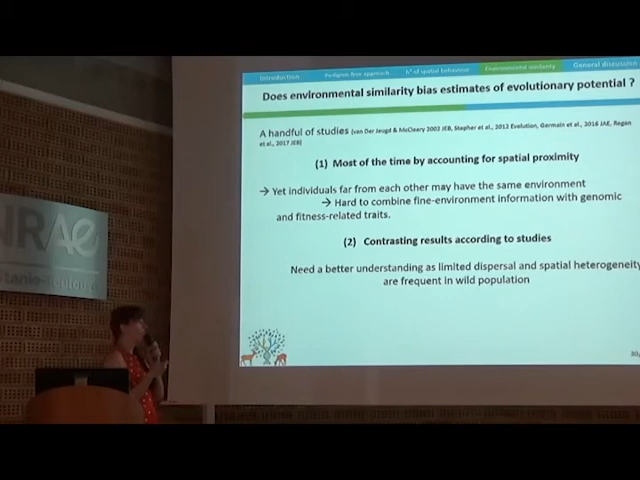 Introduction Pedigree-free approach h² of spatial behaviour Environmental similarity General discussion
Does environmental similarity bias estimates of evolutionary potential ?
A handful of studies (van Der Jeugd & McCleery 2002 JEB, Stopher et al., 2012 Evolution, Germain et al., 2016 JAE, Regan
et al., 2017 JEB)
(1) Most of the time by accounting for spatial proximity
→ Yet individuals far from each other may have the same environment
→ Hard to combine fine-environment information with genomic
and fitness-related traits.
(2) Contrasting results according to studies
Need a better understanding as limited dispersal and spatial heterogeneity
are frequent in wild population
30
NRAe